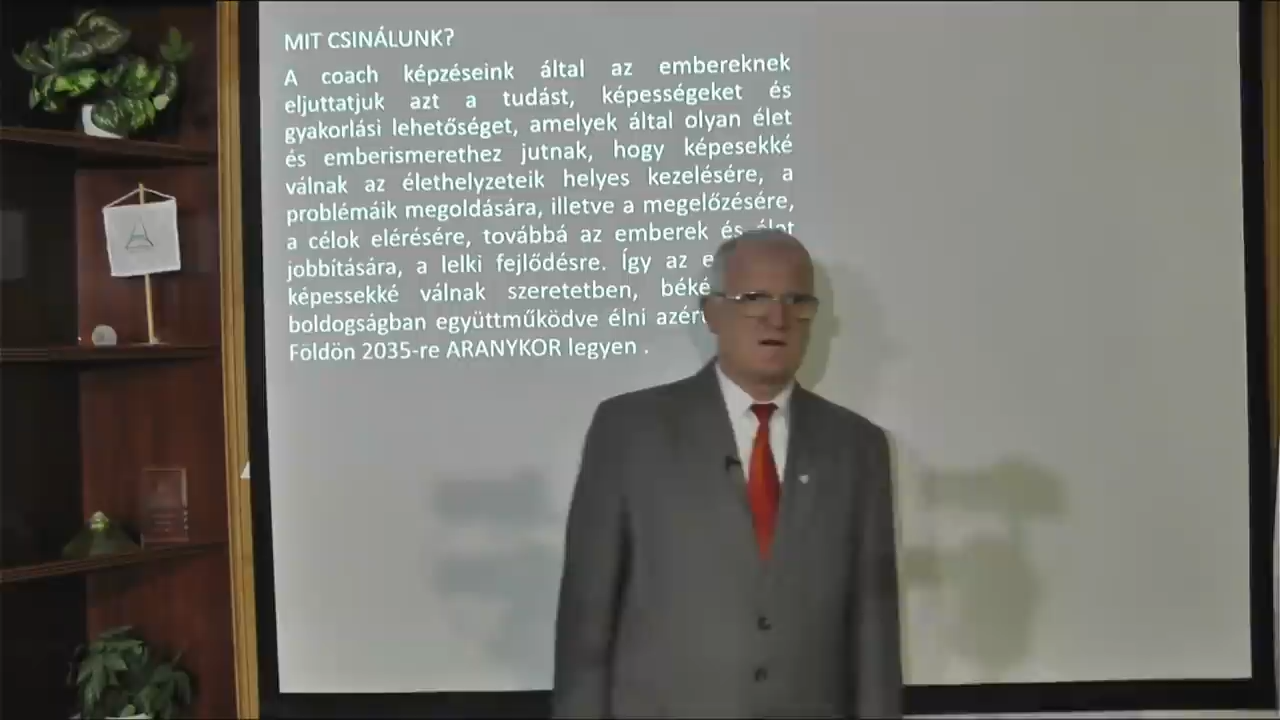 MIT CSINÁLUNK?
A coach képzéseink által az embereknek
eljuttatjuk azt a tudást, képességeket és
gyakorlási lehetőséget, amelyek által olyan élet
és emberismerethez jutnak, hogy képesekké
válnak az élethelyzeteik helyes kezelésére, a
problémáik megoldására, illetve a megelőzésére,
a célok elérésére, továbbá az emberek és élet
jobbítására, a lelki fejlődésre. Így az
képessekké válnak szeretetben,
boldogságban együttműködve élni
Földön 2035-re ARANYKOR legyen .